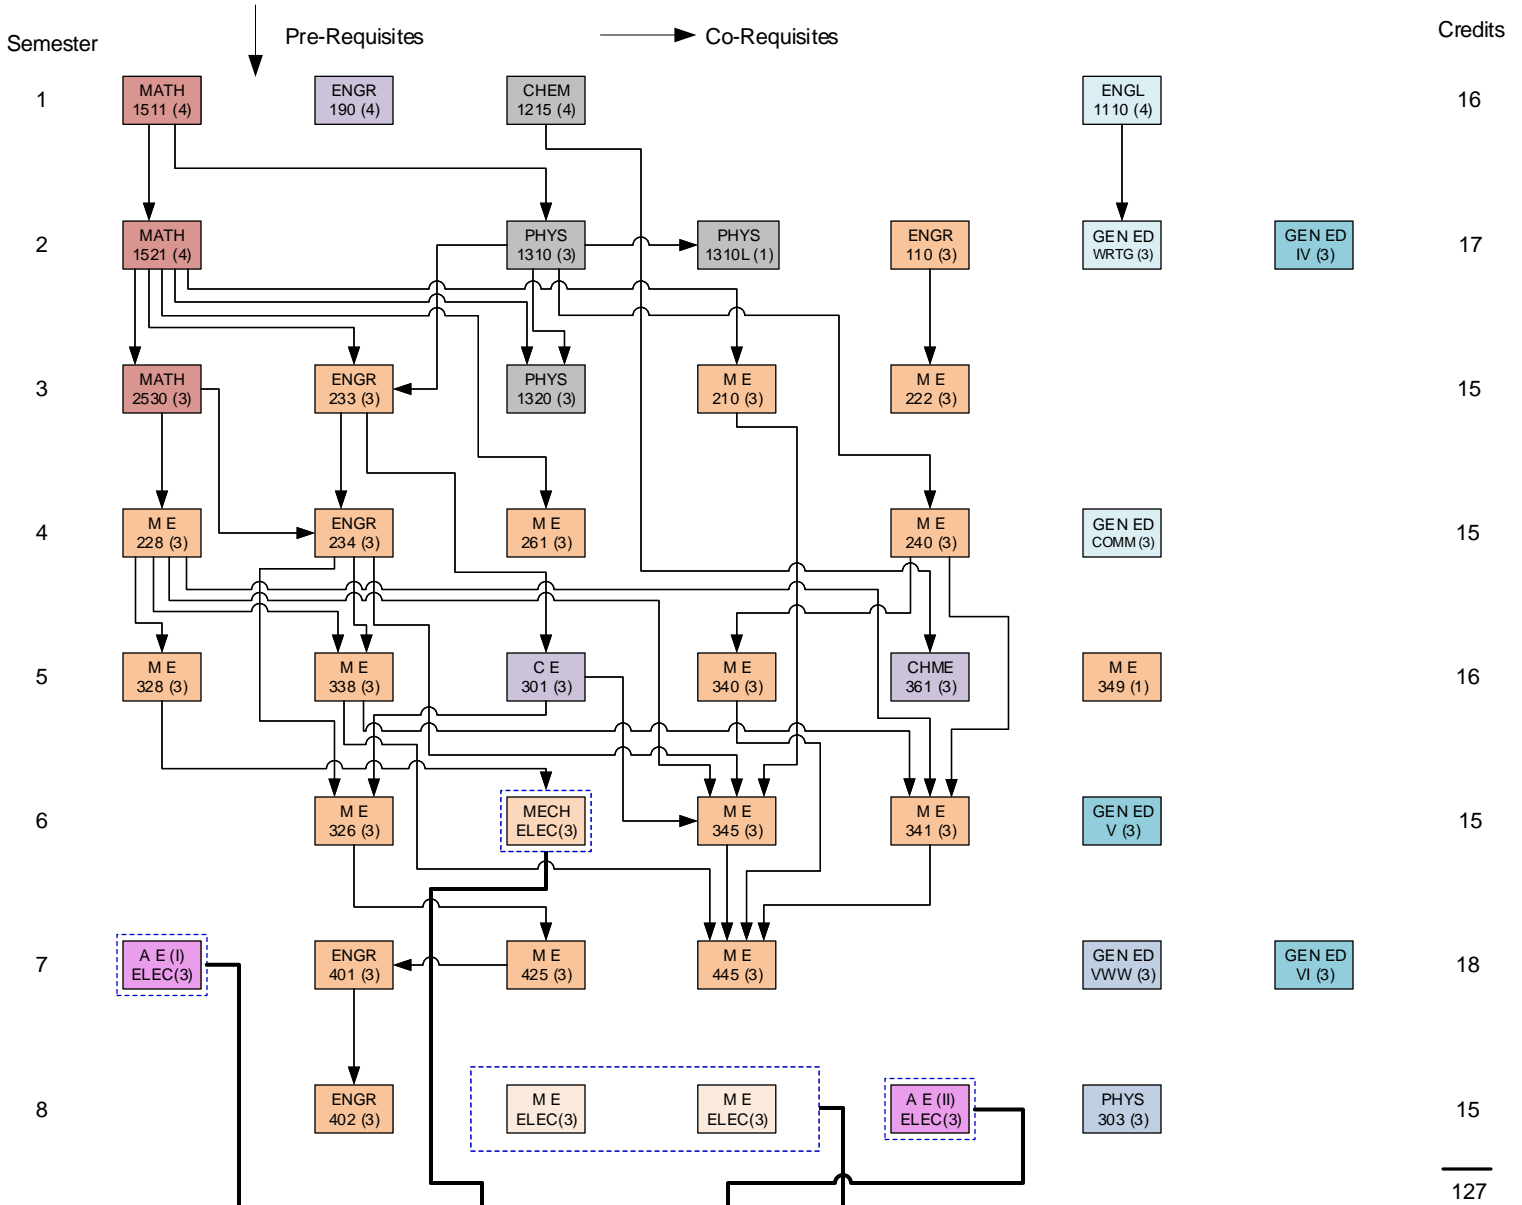 Semester
Pre-Requisites
Co-Requisites
Credits
1
MATH
1511 (4)
ENGR
190 (4)
CHEM
1215 (4)
ENGL
1110 (4)
16
2
MATH
1521 (4)
PHYS
1310 (3)
PHYS
1310L (1)
ENGR
110 (3)
GEN ED
WRTG (3)
GEN ED
IV (3)
17
3
MATH
2530 (3)
ENGR
233 (3)
PHYS
1320 (3)
M E
210 (3)
M E
222 (3)
15
4
M E
228 (3)
ENGR
234 (3)
M E
261 (3)
M E
240 (3)
GEN ED
COMM (3)
15
5
M E
328 (3)
M E
338 (3)
C E
301 (3)
M E
340 (3)
CHME
361 (3)
M E
349 (1)
16
6
M E
326 (3)
MECH
ELEC(3)
M E
345 (3)
M E
341 (3)
GEN ED
V (3)
15
7
A E (I)
ELEC(3)
ENGR
401 (3)
M E
425 (3)
M E
445 (3)
GEN ED
VWW (3)
GEN ED
VI (3)
18
8
ENGR
402 (3)
M E
ELEC(3)
M E
ELEC(3)
A E (II)
ELEC(3)
PHYS
303 (3)
15
127